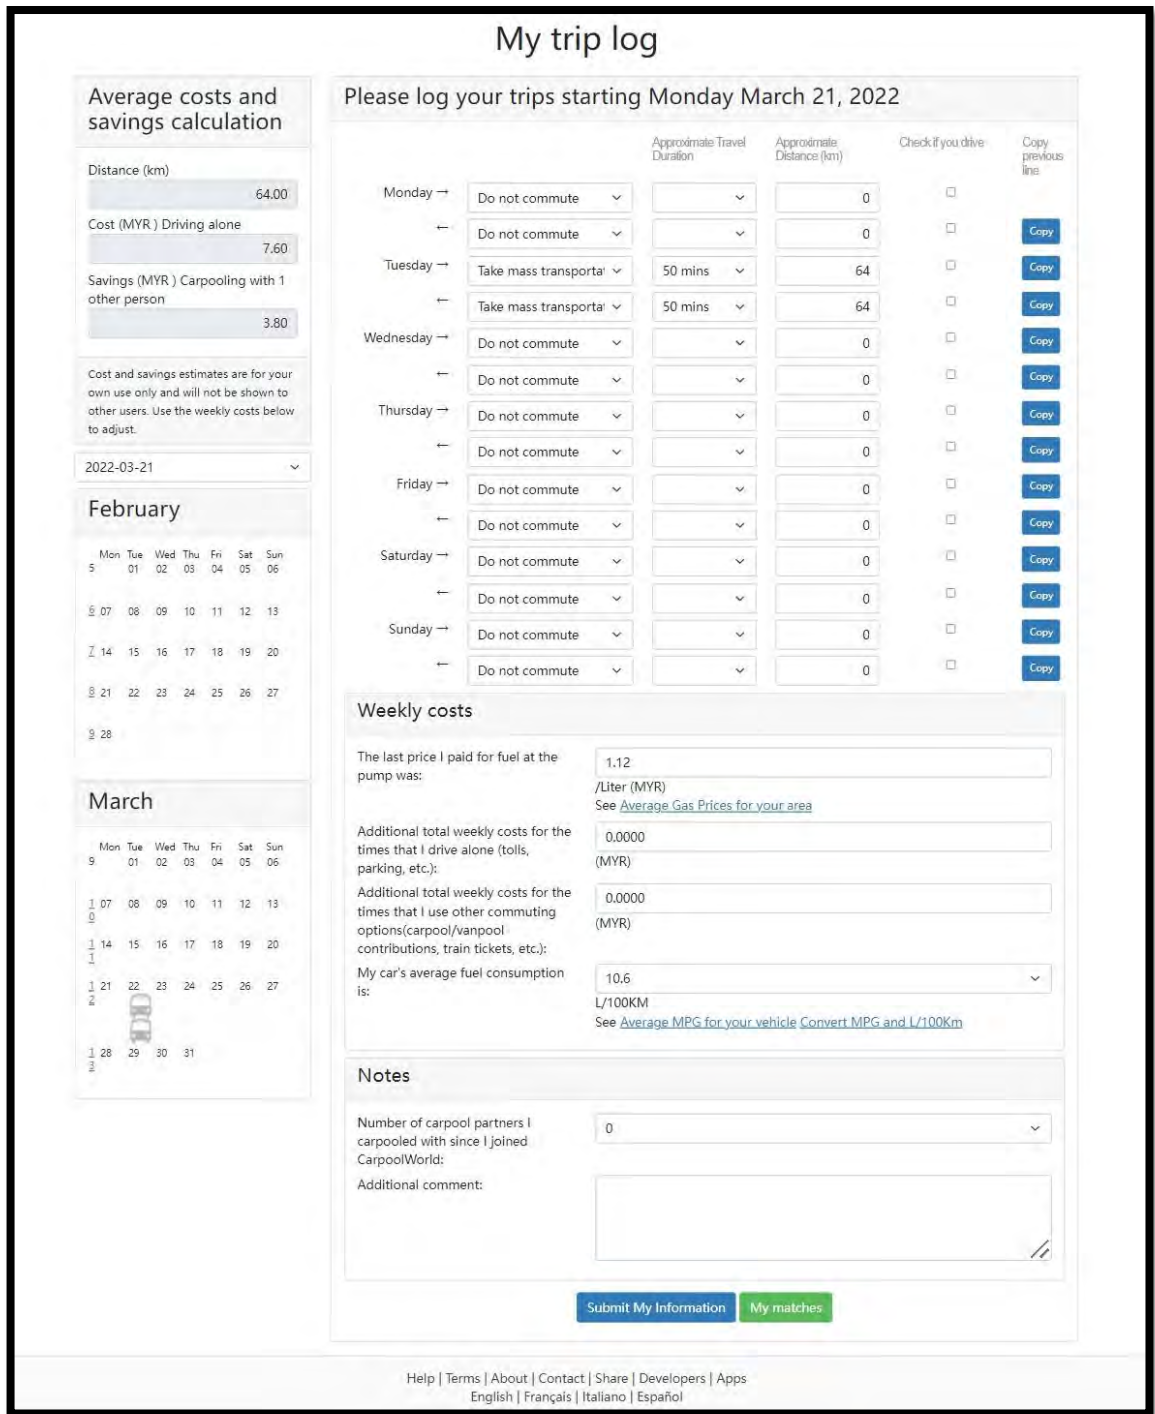 My trip log
Average costs and
savings calculation
Distance (km)
64.00
Cost (MYR ) Driving alone
7.60
Savings (MYR ) Carpooling with 1
other person
3.80
Cost and savings estimates are for your
own use only and will not be shown to
other users. Use the weekly costs below
to adjust.
2022-03-21
February
Mon Tue Wed Thu Fri Sat Sun
5 01 02 03 04 05 06
6 07 08 09 10 11 12 13
7 14 15 16 17 18 19 20
8 21 22 23 24 25 26 27
9 28
March
Mon Tue Wed Thu Fri Sat Sun
9 01 02 03 04 05 06
10 07 08 09 10 11 12 13
11 14 15 16 17 18 19 20
12 21 22 23 24 25 26 27
13 28 29 30 31
Please log your trips starting Monday March 21, 2022
Approximate Travel Duration Approximate Distance (km) Check if you drive Copy previous line
Monday → Do not commute 0
← Do not commute 0 Copy
Tuesday → Take mass transportat 50 mins 64 Copy
← Take mass transportat 50 mins 64 Copy
Wednesday → Do not commute 0 Copy
← Do not commute 0 Copy
Thursday → Do not commute 0 Copy
← Do not commute 0 Copy
Friday → Do not commute 0 Copy
← Do not commute 0 Copy
Saturday → Do not commute 0 Copy
← Do not commute 0 Copy
Sunday → Do not commute 0 Copy
← Do not commute 0 Copy
Weekly costs
The last price I paid for fuel at the
pump was:
1.12
/Liter (MYR)
See Average Gas Prices for your area
Additional total weekly costs for the
times that I drive alone (tolls,
parking, etc.):
0.0000
(MYR)
Additional total weekly costs for the
times that I use other commuting
options(carpool/vanpool
contributions, train tickets, etc.):
0.0000
(MYR)
My car's average fuel consumption
is:
10.6
L/100KM
See Average MPG for your vehicle Convert MPG and L/100Km
Notes
Number of carpool partners I
carpooled with since I joined
CarpoolWorld:
0
Additional comment:
Submit My Information My matches
Help | Terms | About | Contact | Share | Developers | Apps
English | Français | Italiano | Español